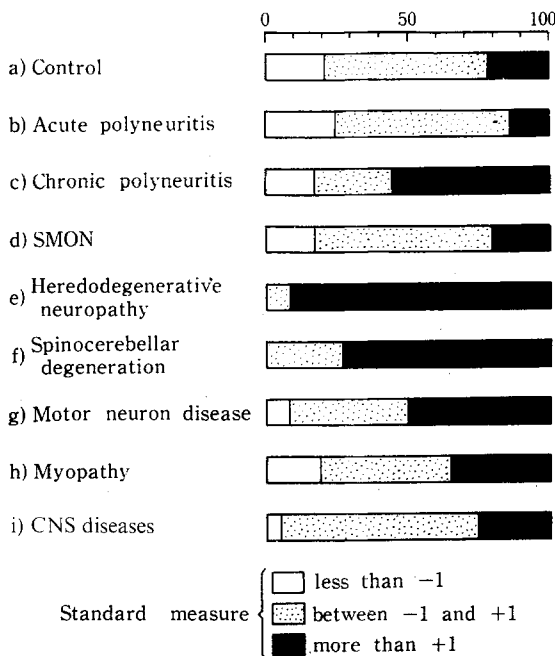 0 50 100
a) Control
b) Acute polyneuritis
c) Chronic polyneuritis
d) SMON
e) Heredodegenerative
neuropathy
f) Spinocerebellar
degeneration
g) Motor neuron disease
h) Myopathy
i) CNS diseases
less than −1
Standard measure between −1 and +1
more than +1